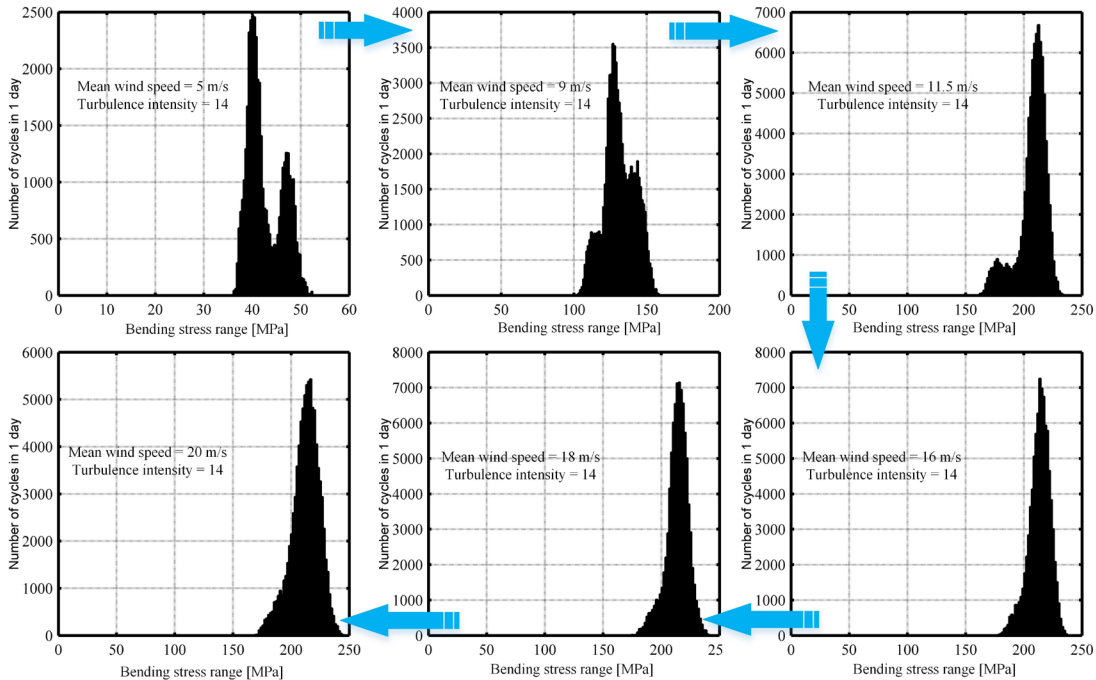 2500
2500
2000
1500
1000
500
0
0 10 20 30 40 50 60
Number of cycles in 1 day
Mean wind speed = 5 m/s
Turbulence intensity = 14
Bending stress range [MPa]
4000
3500
3000
2500
2000
1500
1000
500
0
0 50 100 150 200
Number of cycles in 1 day
Mean wind speed = 9 m/s
Turbulence intensity = 14
Bending stress range [MPa]
7000
6000
5000
4000
3000
2000
1000
0
0 50 100 150 200 250
Number of cycles in 1 day
Mean wind speed = 11.5 m/s
Turbulence intensity = 14
Bending stress range [MPa]
6000
5000
4000
3000
2000
1000
0
0 50 100 150 200 250
Number of cycles in 1 day
Mean wind speed = 20 m/s
Turbulence intensity = 14
Bending stress range [MPa]
8000
7000
6000
5000
4000
3000
2000
1000
0
0 50 100 150 200 25
Number of cycles in 1 day
Mean wind speed = 18 m/s
Turbulence intensity = 14
Bending stress range [MPa]
8000
7000
6000
5000
4000
3000
2000
1000
0
0 50 100 150 200 250
Number of cycles in 1 day
Mean wind speed = 16 m/s
Turbulence intensity = 14
Bending stress range [MPa]